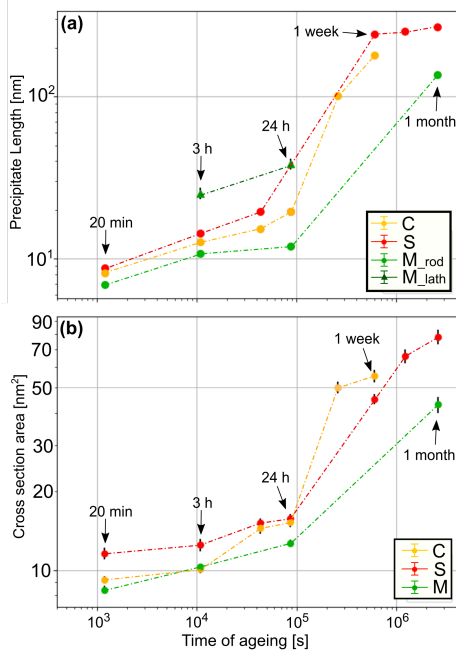 (a)
1 week
10²
24 h
3 h
1 month
20 min
10¹
Precipitate Length [nm]
C
S
M_rod
M_lath
(b)
90
70
50
30
20
10
1 week
24 h
1 month
20 min
3 h
Cross section area [nm²]
C
S
M
10³
10⁴
10⁵
10⁶
Time of ageing [s]